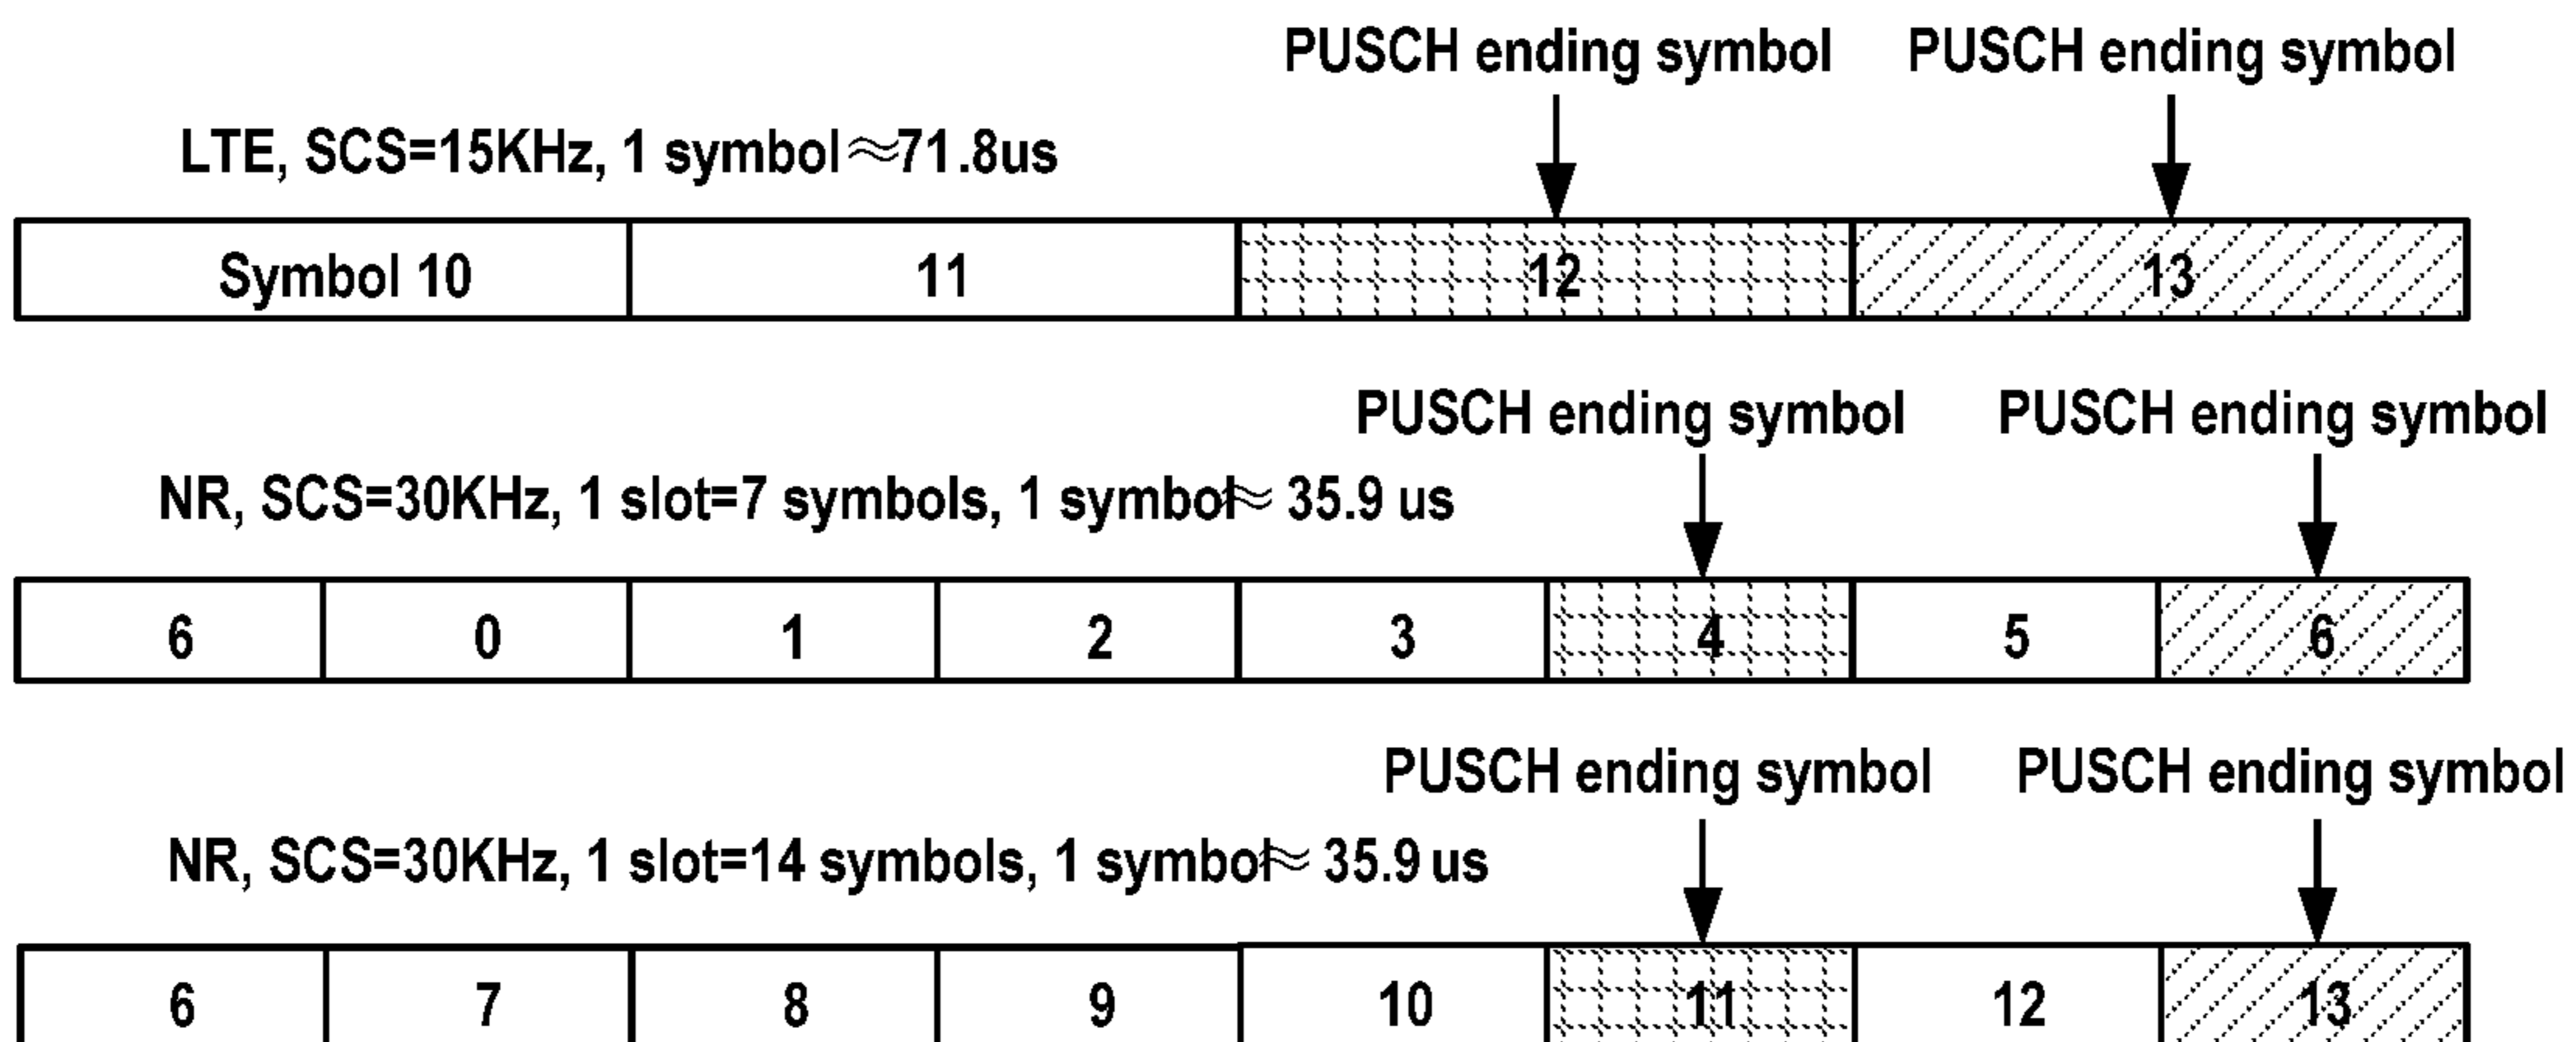 PUSCH ending symbol PUSCH ending symbol
LTE, SCS=15KHz, 1 symbol≈71.8us
Symbol 10 11 12 13
PUSCH ending symbol PUSCH ending symbol
NR, SCS=30KHz, 1 slot=7 symbols, 1 symbol≈ 35.9 us
6 0 1 2 3 4 5 6
PUSCH ending symbol PUSCH ending symbol
NR, SCS=30KHz, 1 slot=14 symbols, 1 symbol≈ 35.9 us
6 7 8 9 10 11 12 13